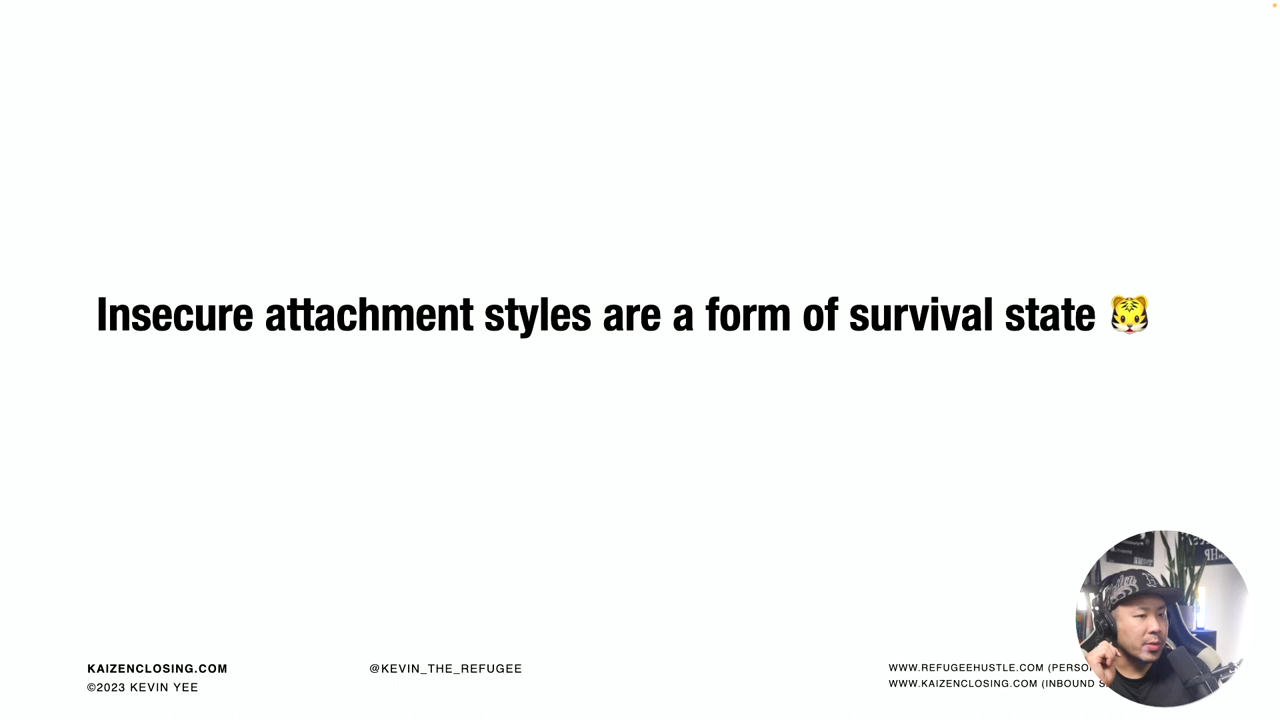 Insecure attachment styles are a form of survival state 🐯
KAIZENCLOSING.COM
©2023 KEVIN YEE
@KEVIN_THE_REFUGEE
WWW.REFUGEEHUSTLE.COM
WWW.KAIZENCLOSING.COM (INBOUND